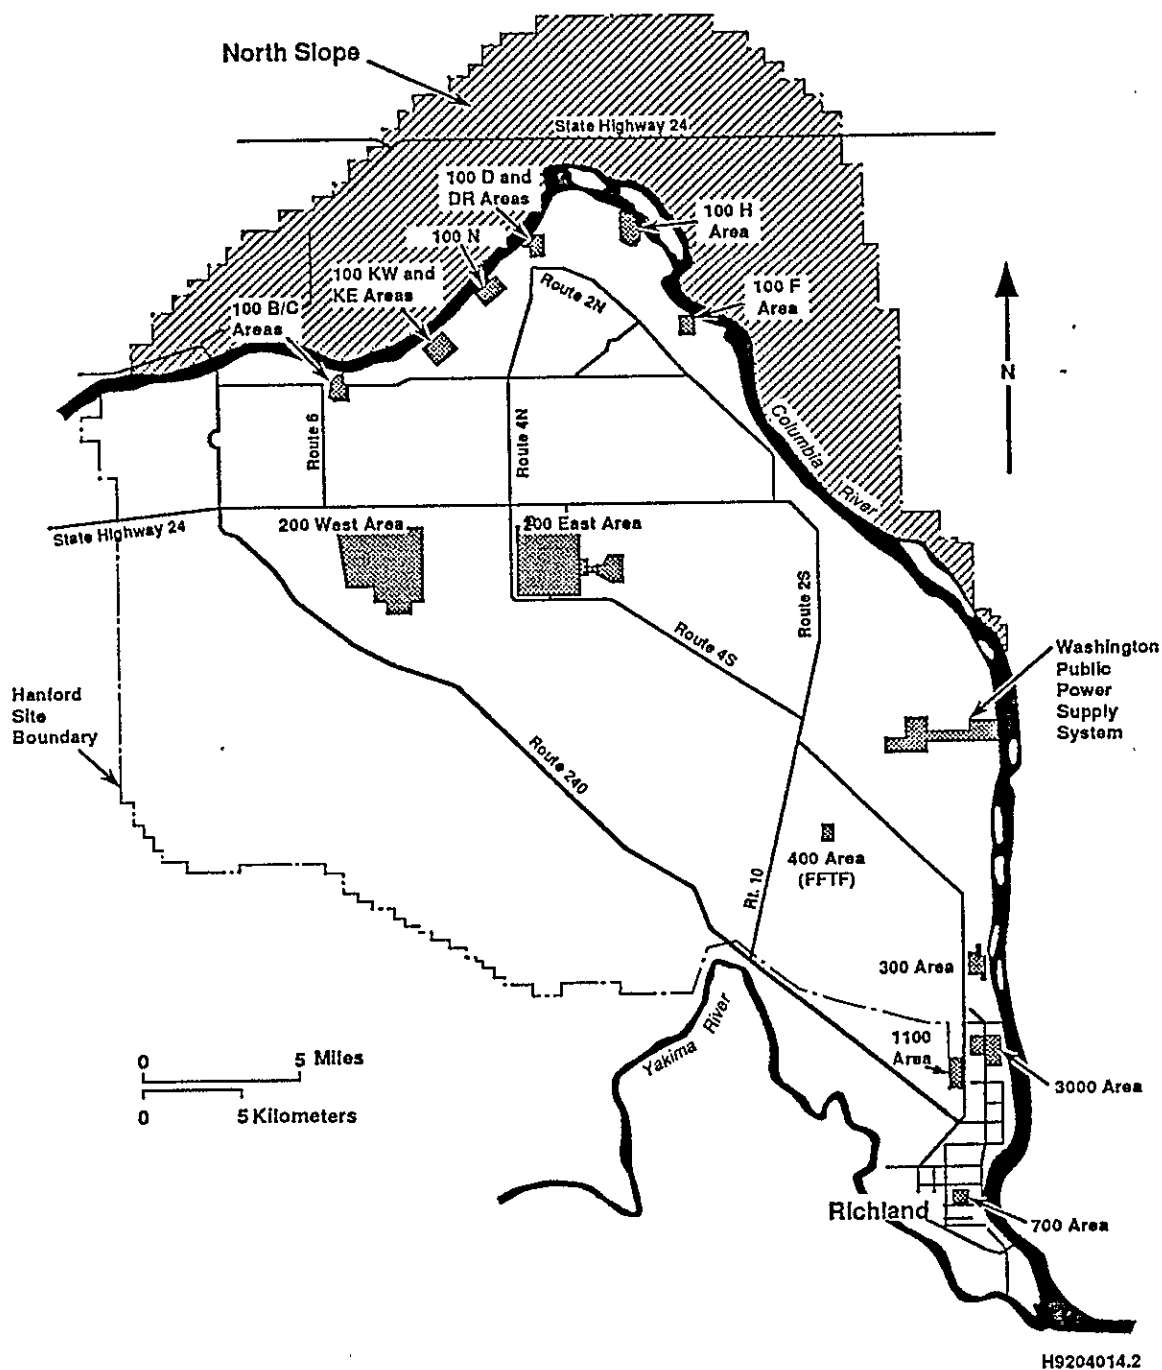 North Slope
State Highway 24
100 D and
DR Areas
100 H
Area
100 N
100 KW and
KE Areas
Route 2N
100 F
Area
100 B/C
Areas
N
Route 6
Route 4N
Columbia
River
State Highway 24
200 West Area
200 East Area
Route 2S
Route 4S
Washington
Public
Power
Supply
System
Hanford
Site
Boundary
Route 240
400 Area
(FFTF)
Rt. 10
300 Area
Yakima
River
1100
Area
3000 Area
0 5 Miles
0 5 Kilometers
Richland
700 Area
H9204014.2